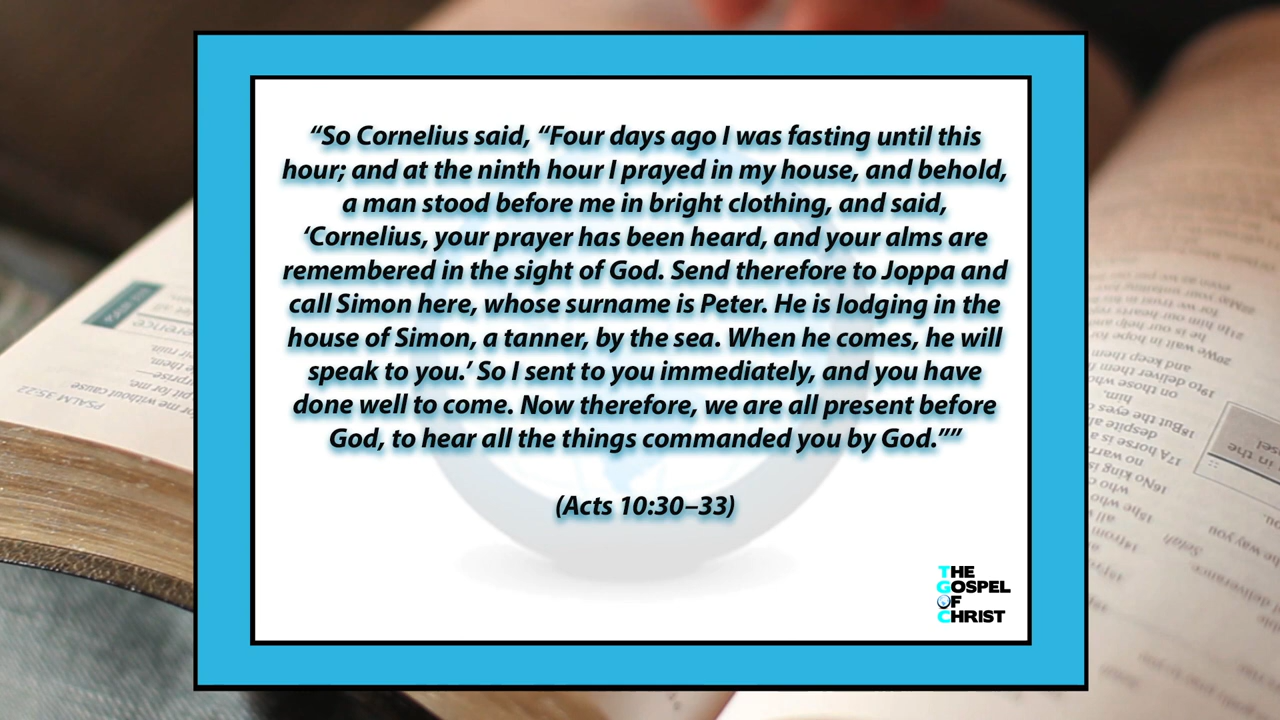 “So Cornelius said, “Four days ago I was fasting until this
hour; and at the ninth hour I prayed in my house, and behold,
a man stood before me in bright clothing, and said,
‘Cornelius, your prayer has been heard, and your alms are
remembered in the sight of God. Send therefore to Joppa and
call Simon here, whose surname is Peter. He is lodging in the
house of Simon, a tanner, by the sea. When he comes, he will
speak to you.’ So I sent to you immediately, and you have
done well to come. Now therefore, we are all present before
God, to hear all the things commanded you by God.””
(Acts 10:30–33)
THE
GOSPEL
OF
CHRIST
PSALM 35:22